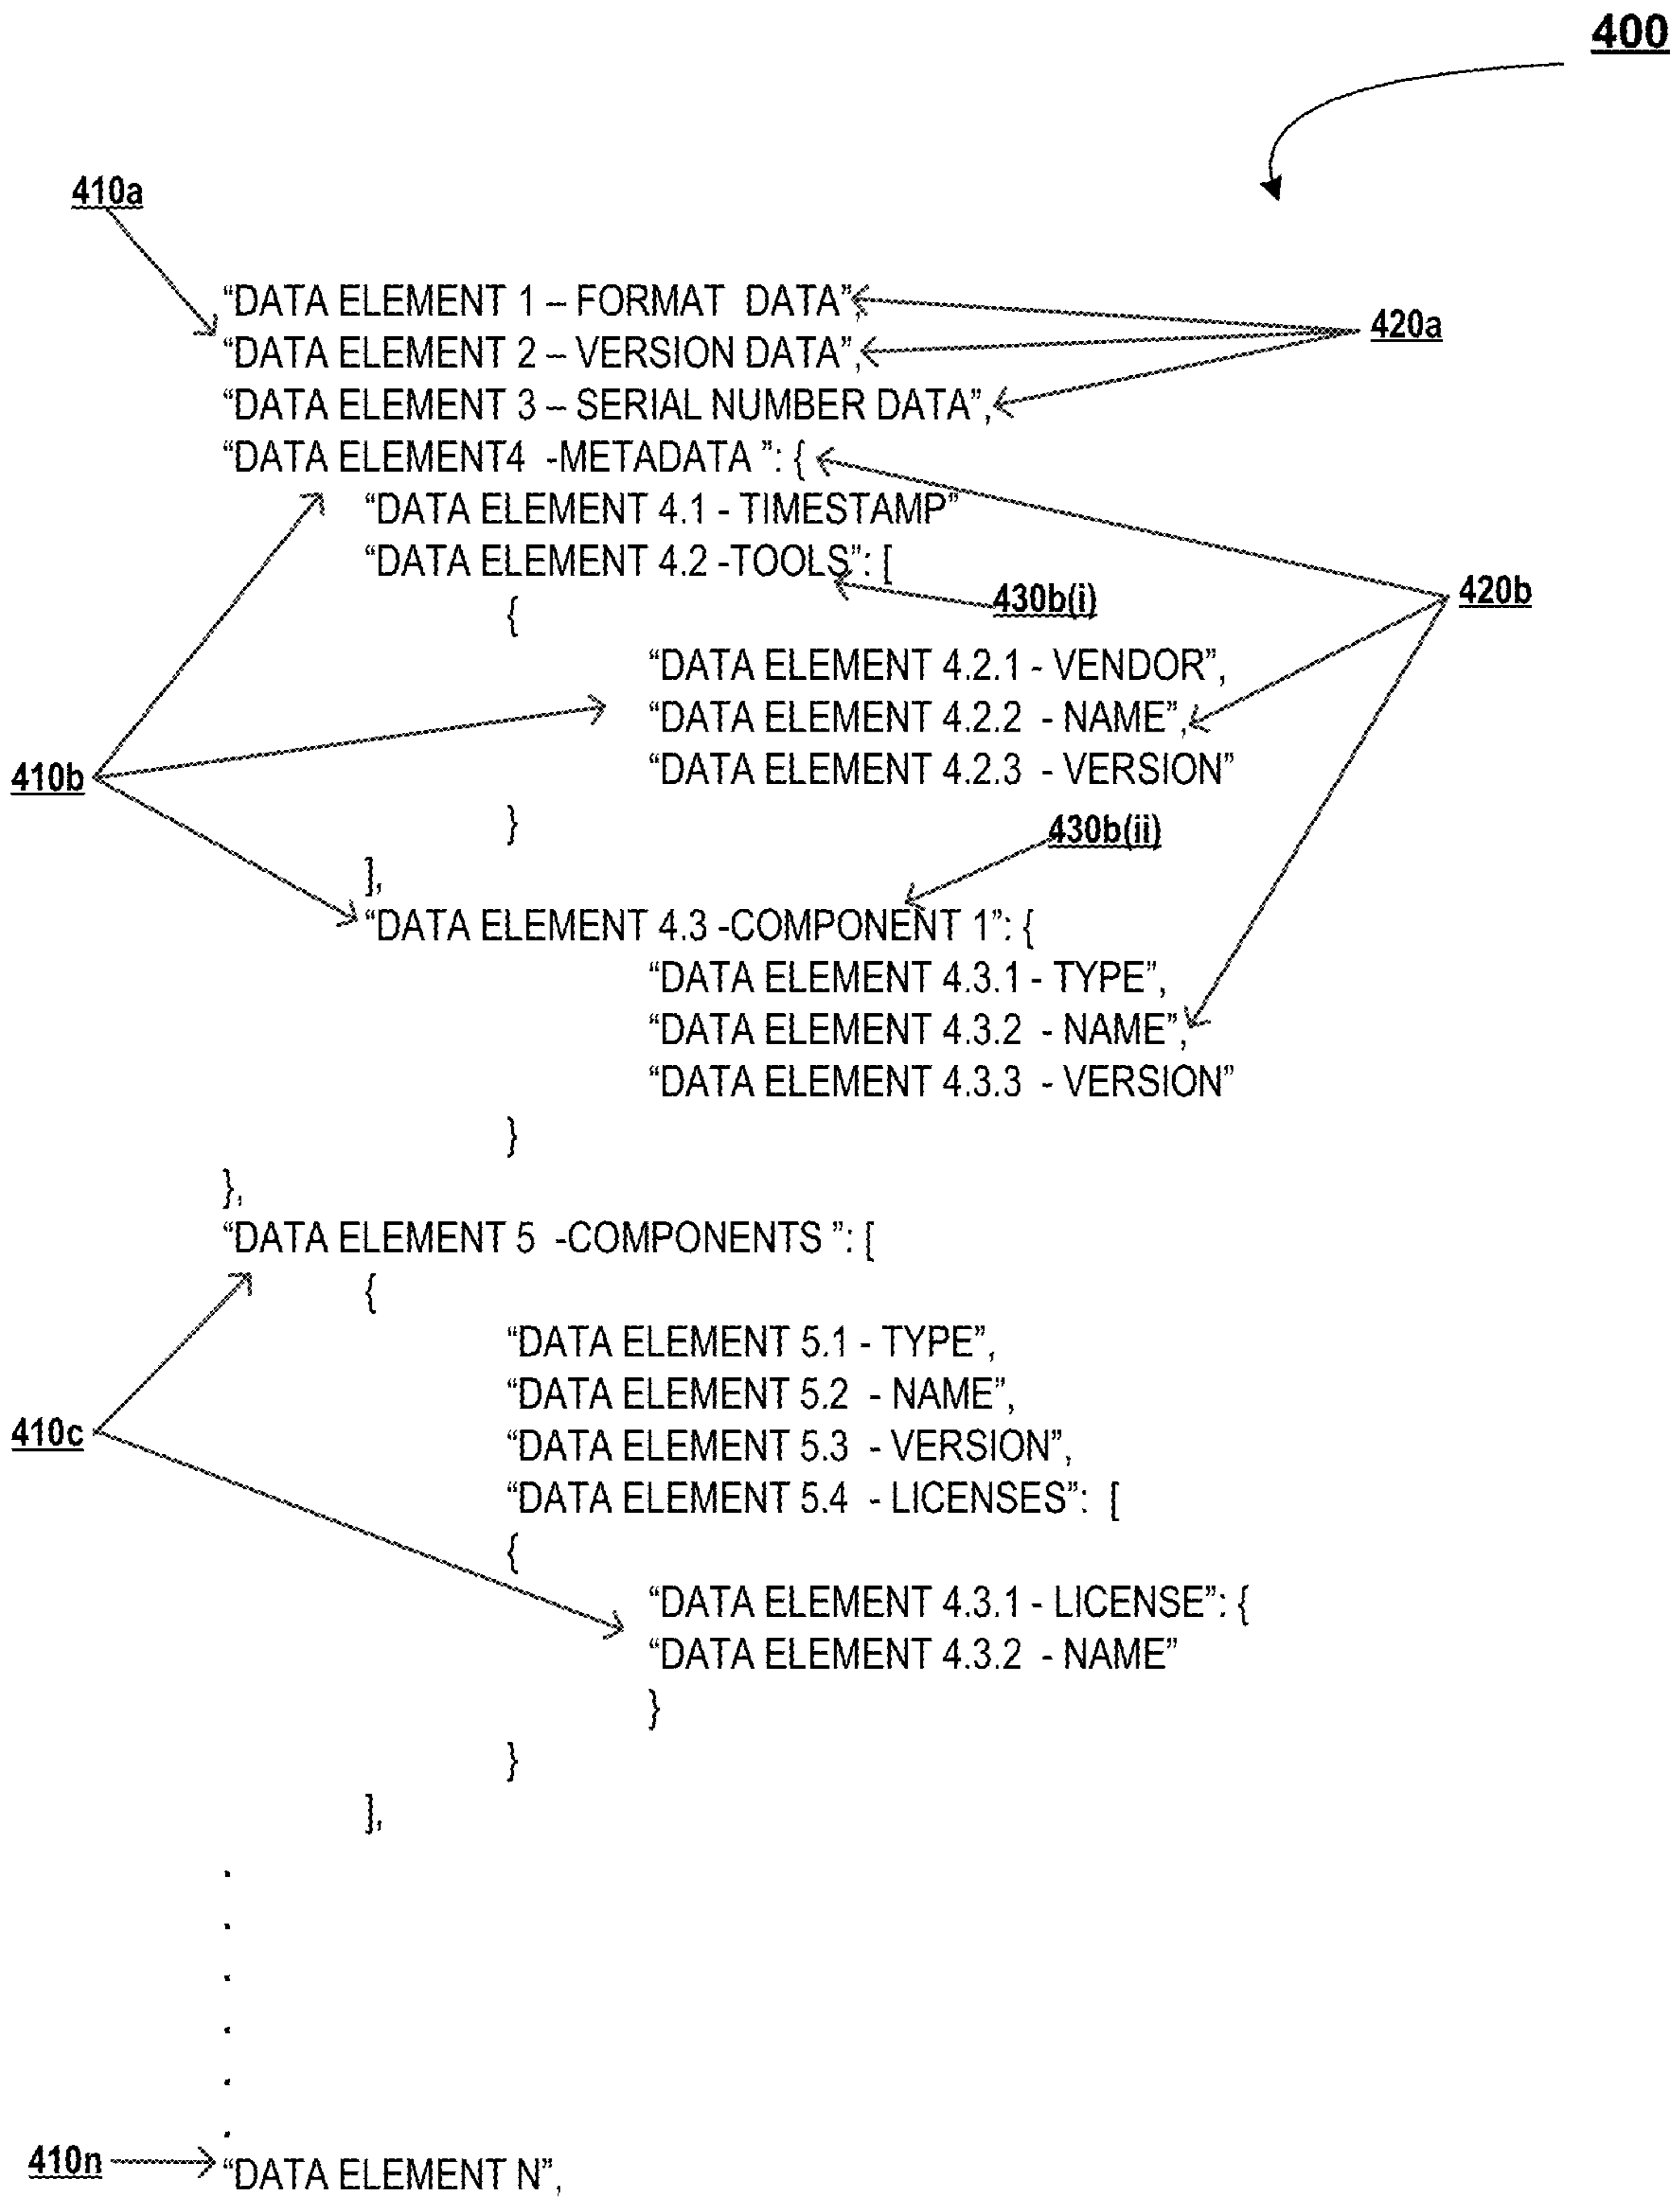 400
410a
“DATA ELEMENT 1 – FORMAT  DATA”,
420a
“DATA ELEMENT 2 – VERSION DATA”,
“DATA ELEMENT 3 – SERIAL NUMBER DATA”,
“DATA ELEMENT4  -METADATA ”: {
“DATA ELEMENT 4.1 - TIMESTAMP”
“DATA ELEMENT 4.2 -TOOLS”: [
430b(i)
420b
{
“DATA ELEMENT 4.2.1 - VENDOR”,
“DATA ELEMENT 4.2.2  - NAME”,
“DATA ELEMENT 4.2.3  - VERSION”
410b
}
430b(ii)
],
“DATA ELEMENT 4.3 -COMPONENT 1”: {
“DATA ELEMENT 4.3.1 - TYPE”,
“DATA ELEMENT 4.3.2  - NAME”,
“DATA ELEMENT 4.3.3  - VERSION”
}
},
“DATA ELEMENT 5  -COMPONENTS ”: [
{
“DATA ELEMENT 5.1 - TYPE”,
“DATA ELEMENT 5.2  - NAME”,
410c
“DATA ELEMENT 5.3  - VERSION”,
“DATA ELEMENT 5.4  - LICENSES”:  [
{
“DATA ELEMENT 4.3.1 - LICENSE”: {
“DATA ELEMENT 4.3.2  - NAME”
}
}
],
.
.
.
.
.
.
410n
“DATA ELEMENT N”,